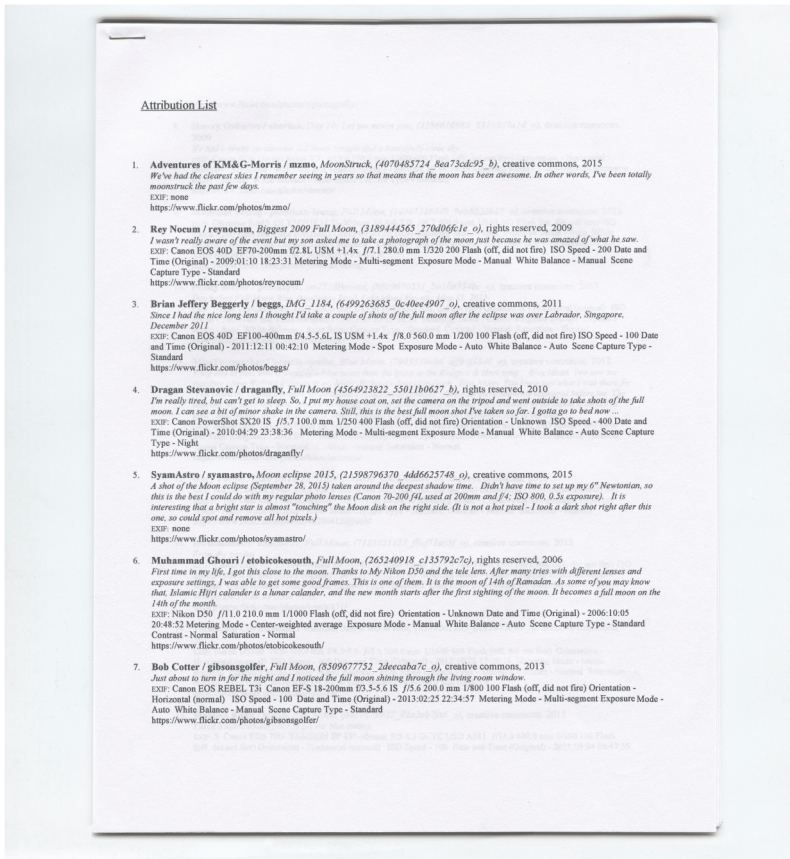 Attribution List
1. Adventures of KM&G-Morris / mzmo, MoonStruck, (4070485724_8ea73cdc95_b), creative commons, 2015
We've had the clearest skies I remember seeing in years so that means that the moon has been awesome. In other words, I've been totally
moonstruck the past few days.
EXIF: none
https://www.flickr.com/photos/mzmo/
2. Rey Nocum / reynocum, Biggest 2009 Full Moon, (3189444565_270d06fc1e_o), rights reserved, 2009
I wasn't really aware of the event but my son asked me to take a photograph of the moon just because he was amazed of what he saw.
EXIF: Canon EOS 40D EF70-200mm f/2.8L USM +1.4x ƒ/7.1 280.0 mm 1/320 200 Flash (off, did not fire) ISO Speed - 200 Date and
Time (Original) - 2009:01:10 18:23:31 Metering Mode - Multi-segment Exposure Mode - Manual White Balance - Manual Scene
Capture Type - Standard
https://www.flickr.com/photos/reynocum/
3. Brian Jeffery Beggerly / beggs, IMG_1184, (6499263685_0c40ee4907_o), creative commons, 2011
Since I had the nice long lens I thought I'd take a couple of shots of the full moon after the eclipse was over Labrador, Singapore,
December 2011
EXIF: Canon EOS 40D EF100-400mm f/4.5-5.6L IS USM +1.4x ƒ/8.0 560.0 mm 1/200 100 Flash (off, did not fire) ISO Speed - 100 Date
and Time (Original) - 2011:12:11 00:42:10 Metering Mode - Spot Exposure Mode - Auto White Balance - Auto Scene Capture Type -
Standard
https://www.flickr.com/photos/beggs/
4. Dragan Stevanovic / draganfly, Full Moon (4564923822_55011b0627_b), rights reserved, 2010
I'm really tired, but can't get to sleep. So, I put my house coat on, set the camera on the tripod and went outside to take shots of the full
moon. I can see a bit of minor shake in the camera. Still, this is the best full moon shot I've taken so far. I gotta go to bed now ...
EXIF: Canon PowerShot SX20 IS ƒ/5.7 100.0 mm 1/250 400 Flash (off, did not fire) Orientation - Unknown ISO Speed - 400 Date and
Time (Original) - 2010:04:29 23:38:36 Metering Mode - Multi-segment Exposure Mode - Manual White Balance - Auto Scene Capture
Type - Night
https://www.flickr.com/photos/draganfly/
5. SyamAstro / syamastro, Moon eclipse 2015, (21598796370_4dd6625748_o), creative commons, 2015
A shot of the Moon eclipse (September 28, 2015) taken around the deepest shadow time. Didn't have time to set up my 6" Newtonian, so
this is the best I could do with my regular photo lenses (Canon 70-200 f4L used at 200mm and f/4; ISO 800, 0.5s exposure). It is
interesting that a bright star is almost "touching" the Moon disk on the right side. (It is not a hot pixel - I took a dark shot right after this
one, so could spot and remove all hot pixels.)
EXIF: none
https://www.flickr.com/photos/syamastro/
6. Muhammad Ghouri / etobicokesouth, Full Moon, (265240918_c135792c7c), rights reserved, 2006
First time in my life, I got this close to the moon. Thanks to My Nikon D50 and the tele lens. After many tries with different lenses and
exposure settings, I was able to get some good frames. This is one of them. It is the moon of 14th of Ramadan. As some of you may know
that, Islamic Hijri calander is a lunar calander, and the new month starts after the first sighting of the moon. It becomes a full moon on the
14th of the month.
EXIF: Nikon D50 ƒ/11.0 210.0 mm 1/1000 Flash (off, did not fire) Orientation - Unknown Date and Time (Original) - 2006:10:05
20:48:52 Metering Mode - Center-weighted average Exposure Mode - Manual White Balance - Auto Scene Capture Type - Standard
Contrast - Normal Saturation - Normal
https://www.flickr.com/photos/etobicokesouth/
7. Bob Cotter / gibsonsgolfer, Full Moon, (8509677752_2deecaba7c_o), creative commons, 2013
Just about to turn in for the night and I noticed the full moon shining through the living room window.
EXIF: Canon EOS REBEL T3i Canon EF-S 18-200mm f/3.5-5.6 IS ƒ/5.6 200.0 mm 1/800 100 Flash (off, did not fire) Orientation -
Horizontal (normal) ISO Speed - 100 Date and Time (Original) - 2013:02:25 22:34:57 Metering Mode - Multi-segment Exposure Mode -
Auto White Balance - Manual Scene Capture Type - Standard
https://www.flickr.com/photos/gibsonsgolfer/